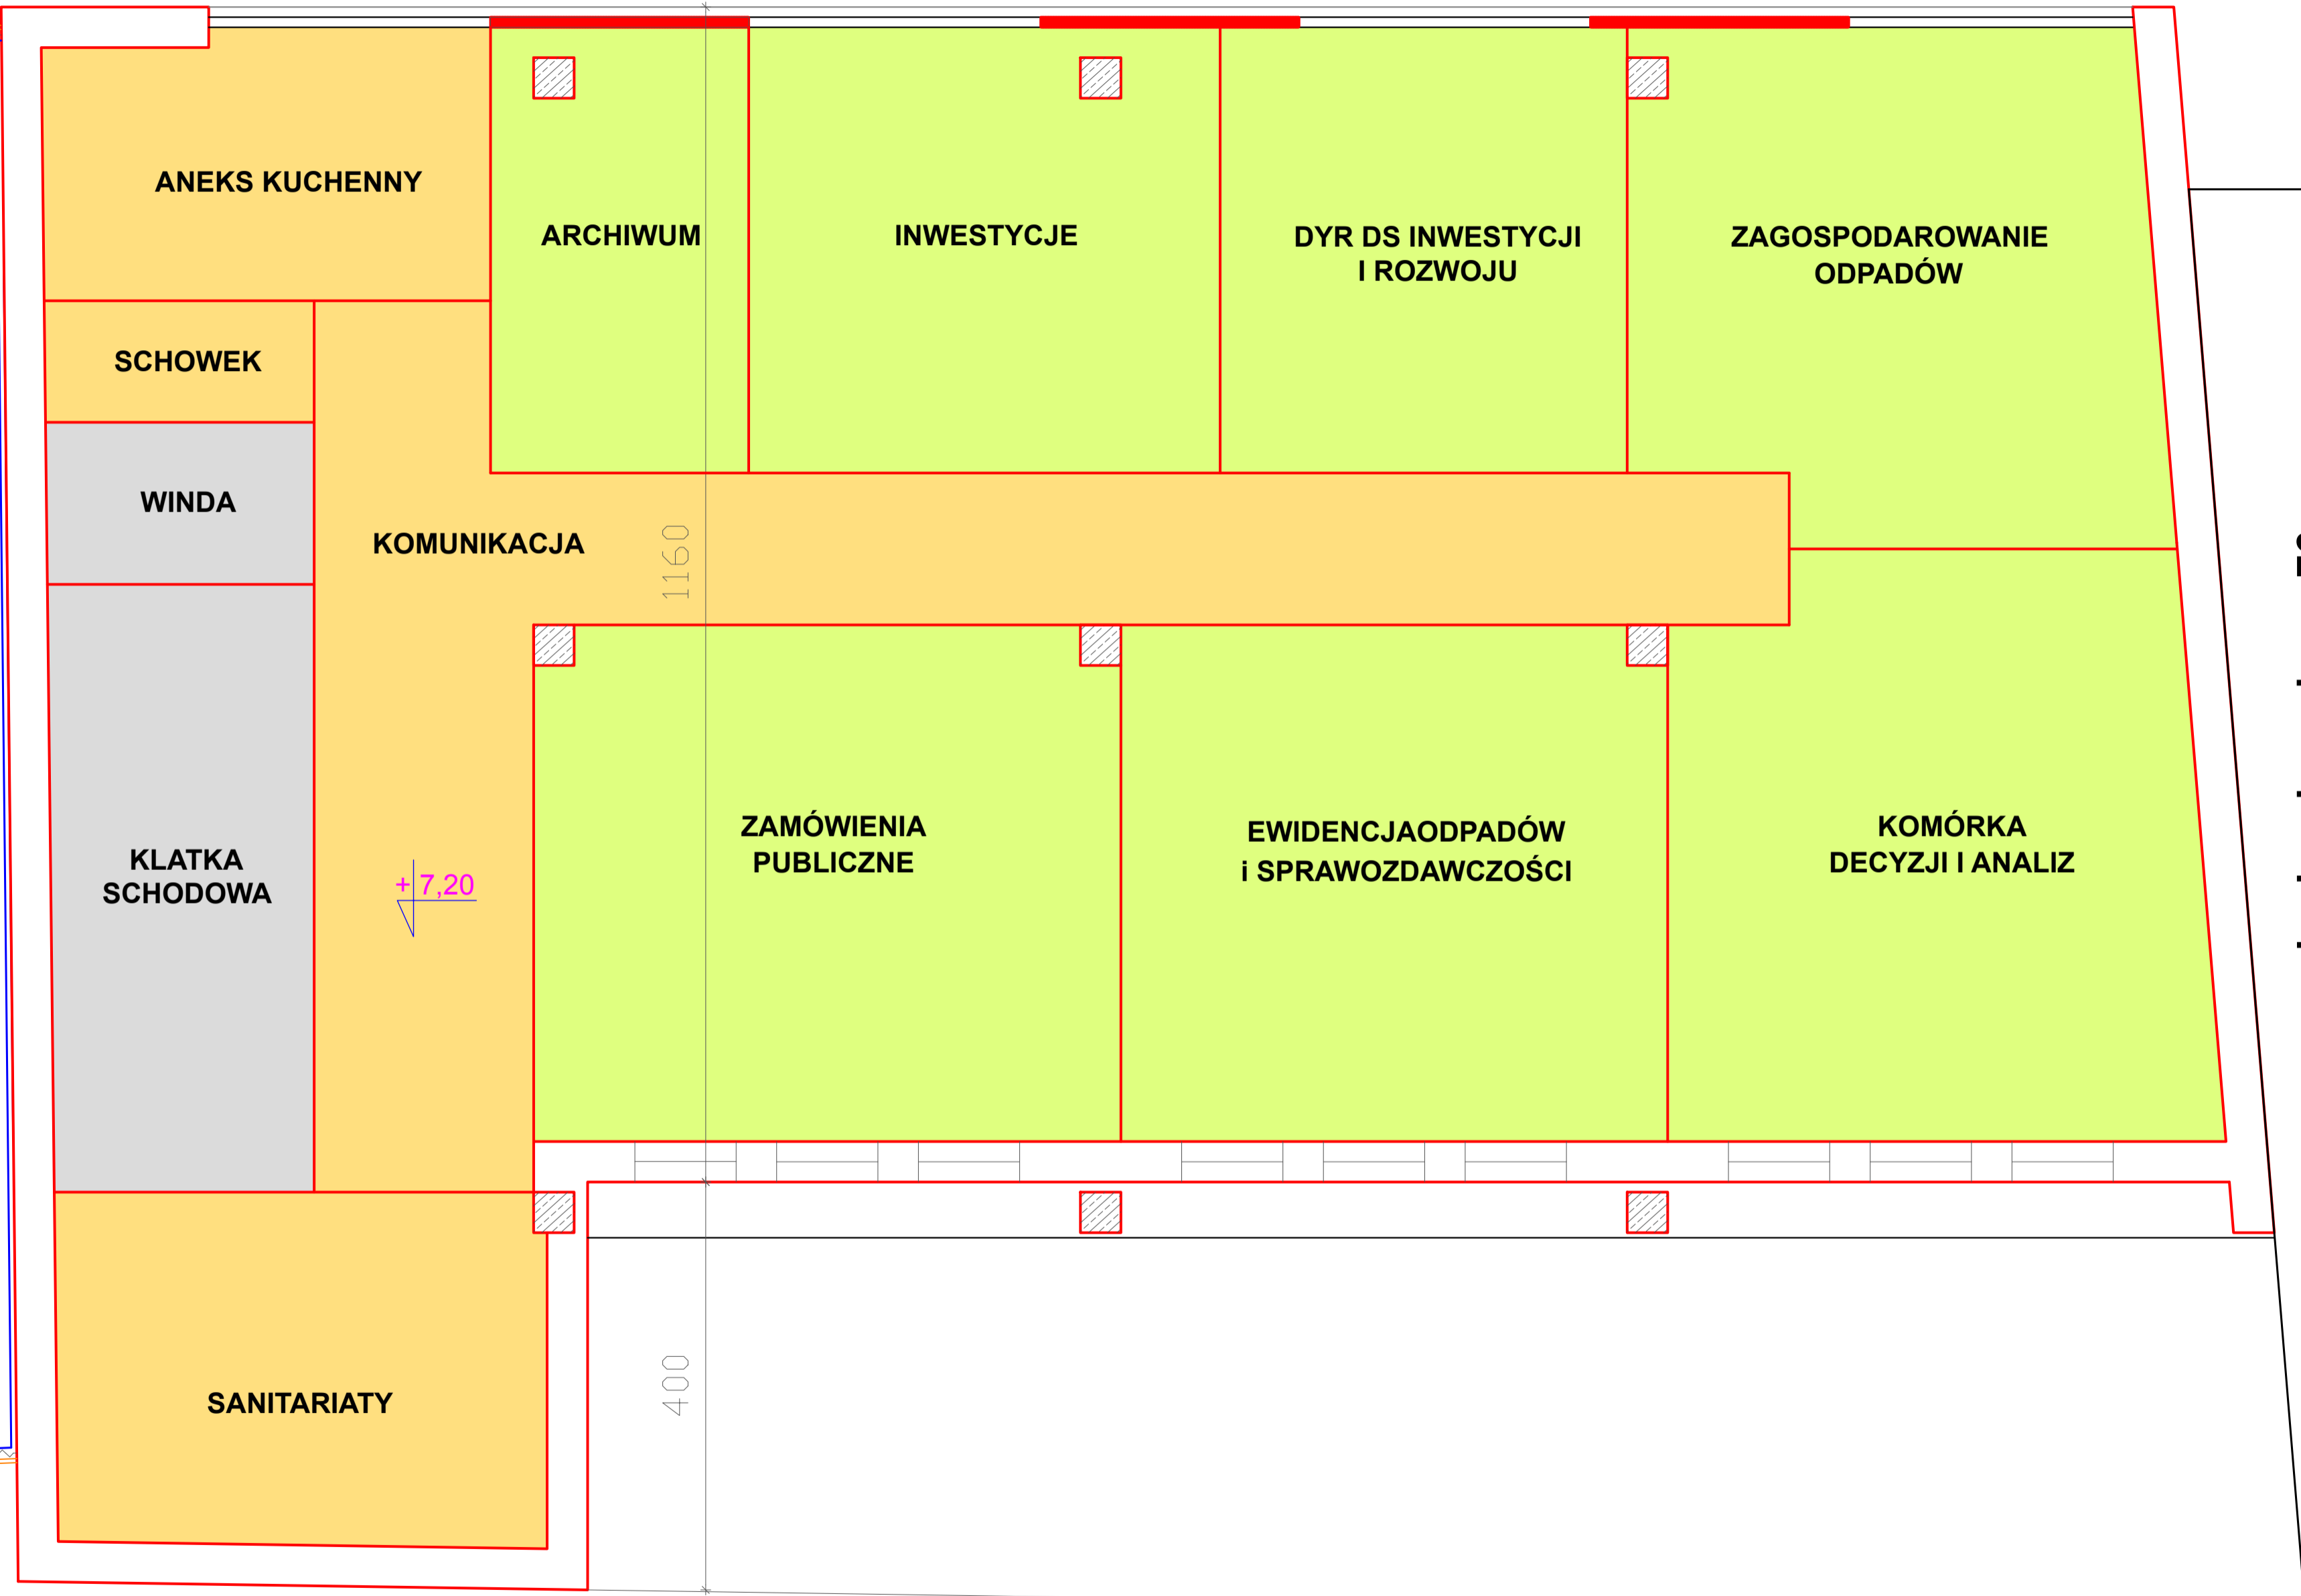 ANEKS KUCHENNY
ARCHIWUM
INWESTYCJE
DYR DS INWESTYCJI
I ROZWOJU
ZAGOSPODAROWANIE
ODPADÓW
SCHOWEK
WINDA
KOMUNIKACJA
1160
KLATKA
SCHODOWA
+ 7,20
ZAMÓWIENIA
PUBLICZNE
EWIDENCJAODPADÓW
i SPRAWOZDAWCZOŚCI
KOMÓRKA
DECYZJI I ANALIZ
SANITARIATY
400